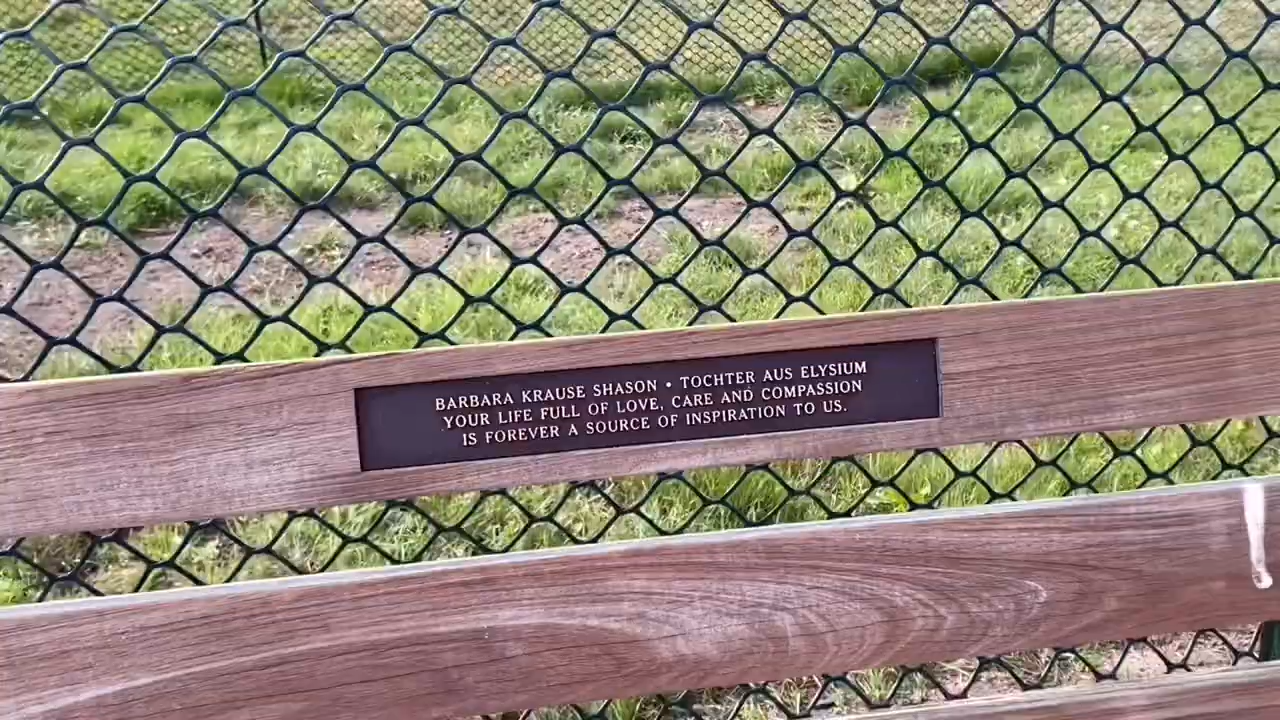 BARBARA KRAUSE SHASON • TOCHTER AUS ELYSIUM
YOUR LIFE FULL OF LOVE, CARE AND COMPASSION
IS FOREVER A SOURCE OF INSPIRATION TO US.